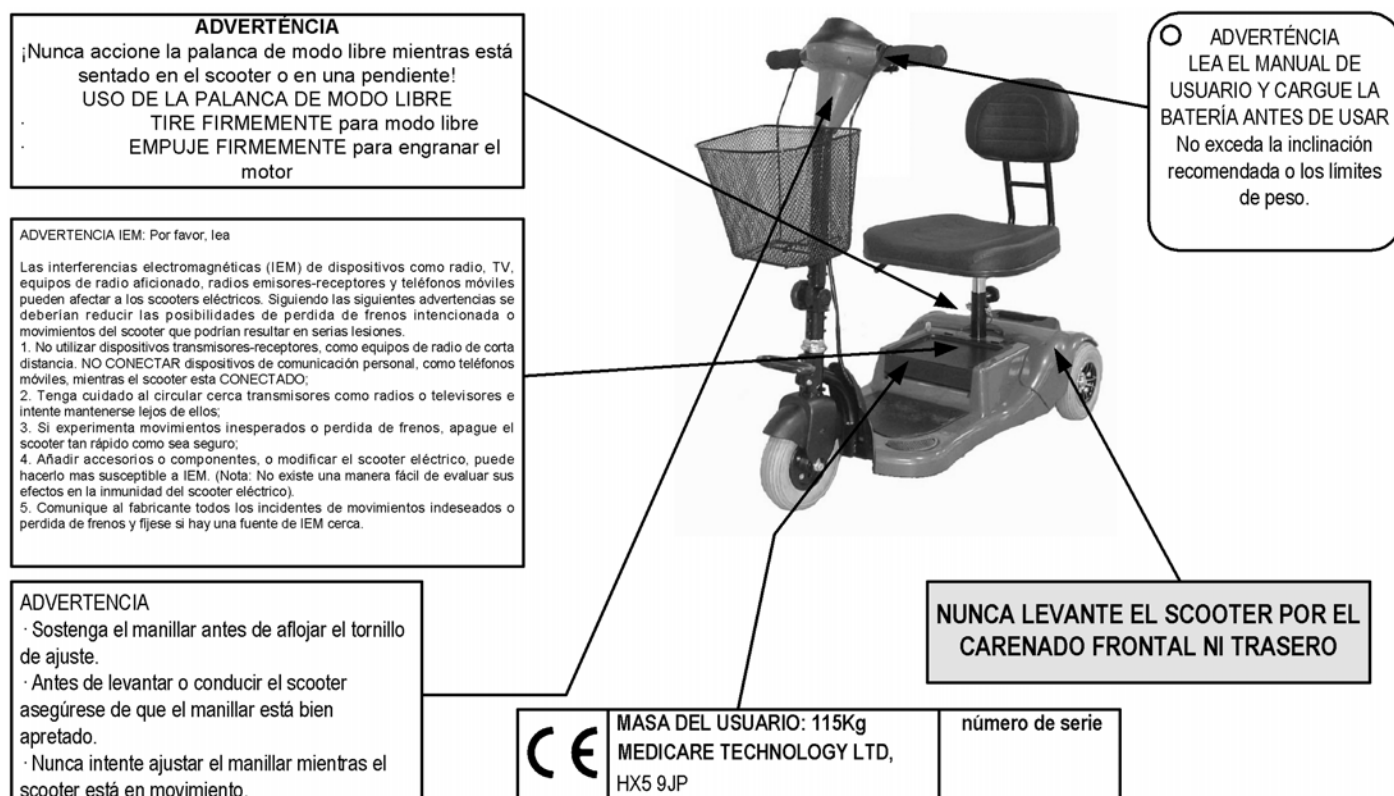 ADVERTÉNCIA
¡Nunca accione la palanca de modo libre mientras está
sentado en el scooter o en una pendiente!
USO DE LA PALANCA DE MODO LIBRE
· TIRE FIRMEMENTE para modo libre
· EMPUJE FIRMEMENTE para engranar el
motor
ADVERTÉNCIA
LEA EL MANUAL DE
USUARIO Y CARGUE LA
BATERÍA ANTES DE USAR
No exceda la inclinación
recomendada o los límites
de peso.
ADVERTENCIA IEM: Por favor, lea
Las interferencias electromagnéticas (IEM) de dispositivos como radio, TV,
equipos de radio aficionado, radios emisores-receptores y teléfonos móviles
pueden afectar a los scooters eléctricos. Siguiendo las siguientes advertencias se
deberían reducir las posibilidades de perdida de frenos intencionada o
movimientos del scooter que podrían resultar en serias lesiones.
1. No utilizar dispositivos transmisores-receptores, como equipos de radio de corta
distancia. NO CONECTAR dispositivos de comunicación personal, como teléfonos
móviles, mientras el scooter esta CONECTADO;
2. Tenga cuidado al circular cerca transmisores como radios o televisores e
intente mantenerse lejos de ellos;
3. Si experimenta movimientos inesperados o perdida de frenos, apague el
scooter tan rápido como sea seguro;
4. Añadir accesorios o componentes, o modificar el scooter eléctrico, puede
hacerlo mas susceptible a IEM. (Nota: No existe una manera fácil de evaluar sus
efectos en la inmunidad del scooter eléctrico).
5. Comunique al fabricante todos los incidentes de movimientos indeseados o
perdida de frenos y fíjese si hay una fuente de IEM cerca.
ADVERTENCIA
· Sostenga el manillar antes de aflojar el tornillo
de ajuste.
· Antes de levantar o conducir el scooter
asegúrese de que el manillar está bien
apretado.
· Nunca intente ajustar el manillar mientras el
scooter está en movimiento.
NUNCA LEVANTE EL SCOOTER POR EL
CARENADO FRONTAL NI TRASERO
CE
MASA DEL USUARIO: 115Kg
MEDICARE TECHNOLOGY LTD,
HX5 9JP
número de serie